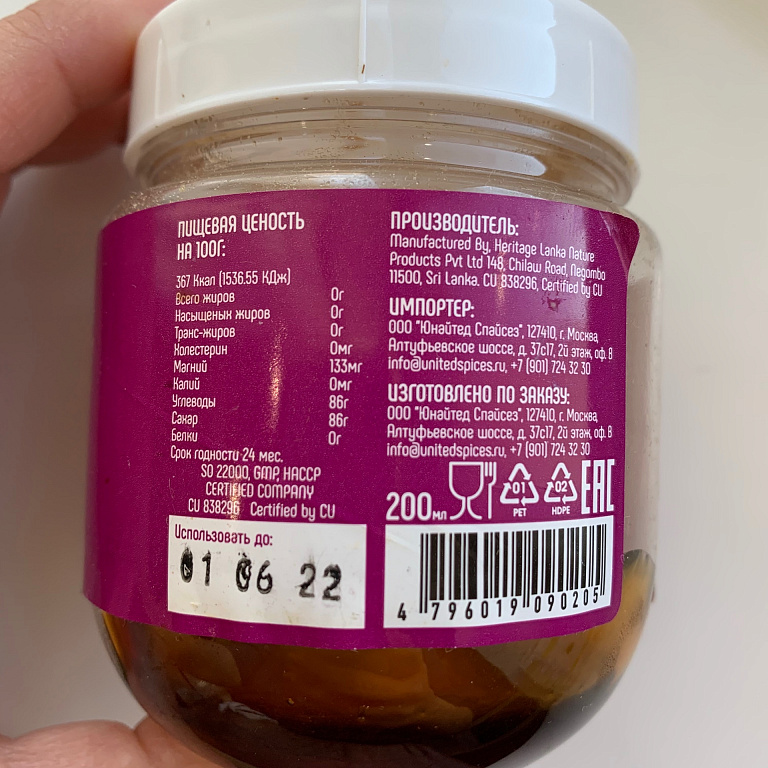 ПИЩЕВАЯ ЦЕНОСТЬ
НА 100Г:
367 Ккал (1536.55 КДж)
Всего жиров 0г
Насыщеных жиров 0г
Транс-жиров 0г
Колестерин 0мг
Магний 133мг
Калий 0мг
Углеводы 86г
Сахар 86г
Белки 0г
Срок годности 24 мес.
SO 22000, GMP, HACCP
CERTIFIED COMPANY
CU 838296 Certified by CU
Использовать до:
01 06 22
ПРОИЗВОДИТЕЛЬ:
Manufactured By, Heritage Lanka Nature
Products Pvt Ltd 148, Chilaw Road, Negombo
11500, Sri Lanka. CU 838296, Certified by CU
ИМПОРТЕР:
ООО "Юнайтед Спайсез", 127410, г. Москва,
Алтуфьевское шоссе, д. 37с17, 2й этаж, оф. 8
info@unitedspices.ru, +7 (901) 724 32 30
ИЗГОТОВЛЕНО ПО ЗАКАЗУ:
ООО "Юнайтед Спайсез", 127410, г. Москва,
Алтуфьевское шоссе, д. 37с17, 2й этаж, оф. 8
info@unitedspices.ru, +7 (901) 724 32 30
200мл 01 PET 02 HDPE EAC
4 796019 090205